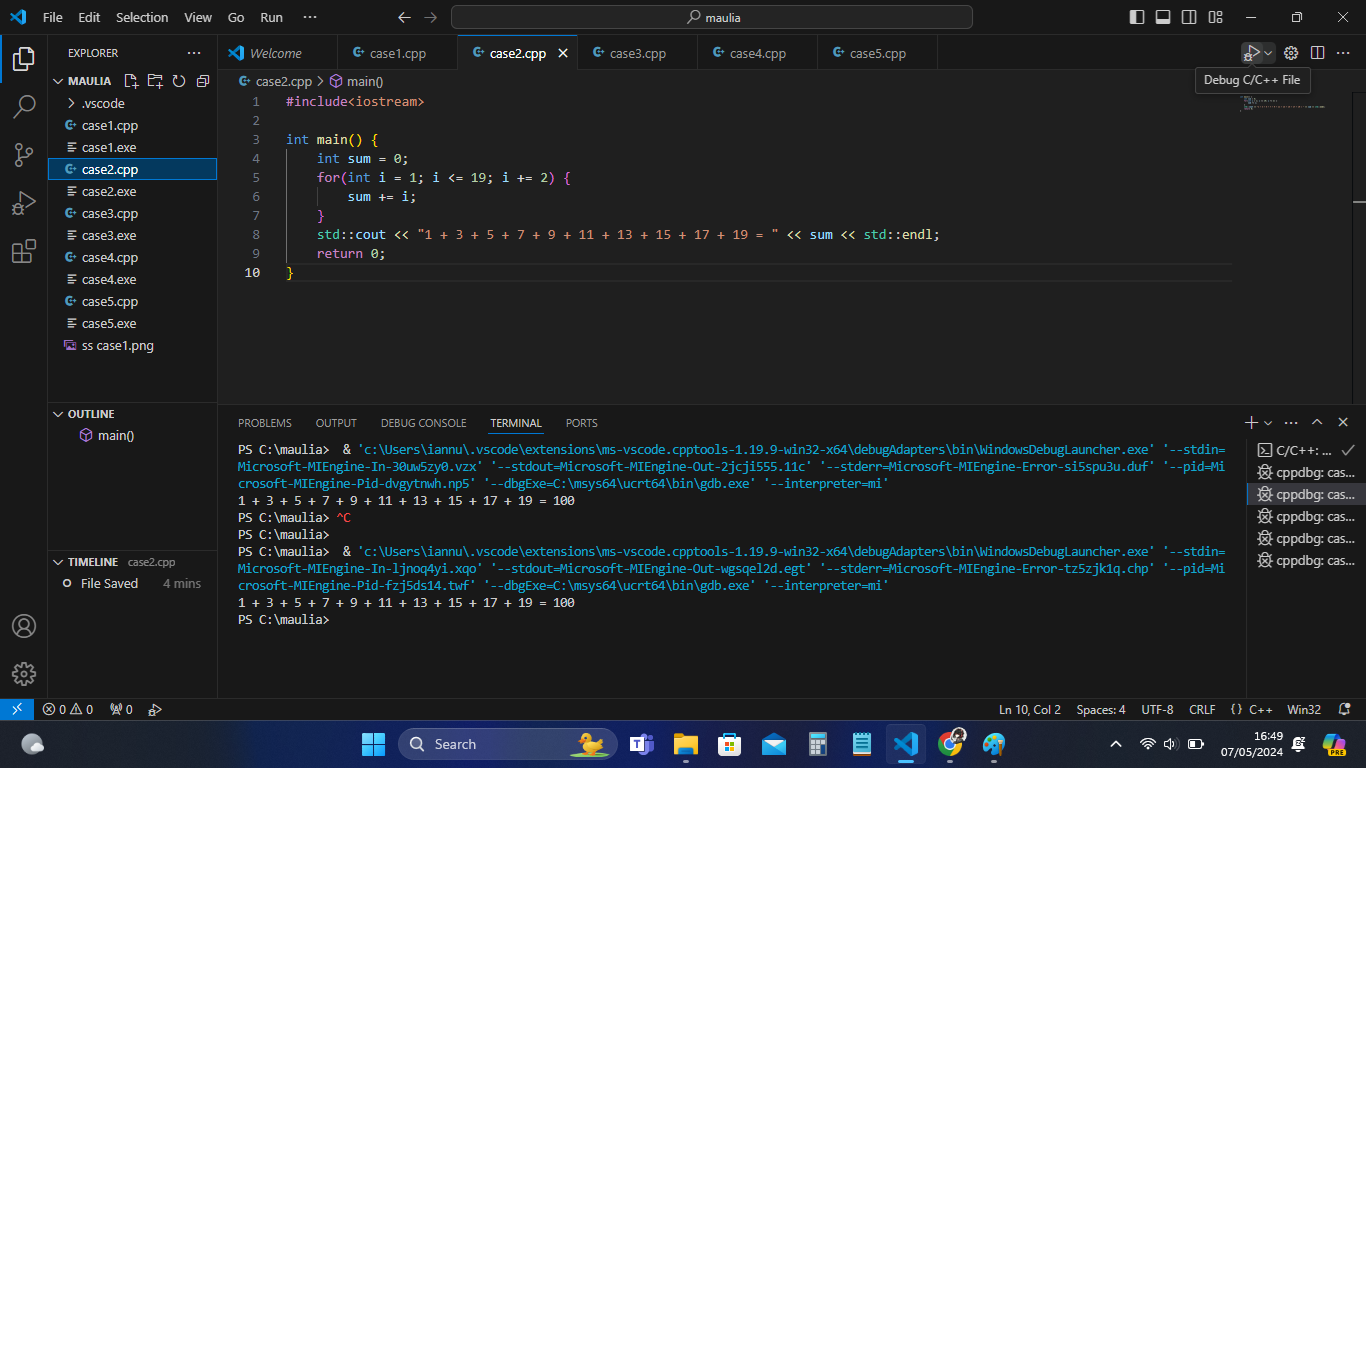 File Edit Selection View Go Run ··· maulia
EXPLORER ···
MAULIA
.vscode
case1.cpp
case1.exe
case2.cpp
case2.exe
case3.cpp
case3.exe
case4.cpp
case4.exe
case5.cpp
case5.exe
ss case1.png
OUTLINE
main()
TIMELINE case2.cpp
File Saved 4 mins
Welcome case1.cpp case2.cpp case3.cpp case4.cpp case5.cpp
Debug C/C++ File
case2.cpp > main()
1 #include<iostream>
2
3 int main() {
4 int sum = 0;
5 for(int i = 1; i <= 19; i += 2) {
6 sum += i;
7 }
8 std::cout << "1 + 3 + 5 + 7 + 9 + 11 + 13 + 15 + 17 + 19 = " << sum << std::endl;
9 return 0;
10 }
PROBLEMS OUTPUT DEBUG CONSOLE TERMINAL PORTS
PS C:\maulia> & 'c:\Users\iannu\.vscode\extensions\ms-vscode.cpptools-1.19.9-win32-x64\debugAdapters\bin\WindowsDebugLauncher.exe' '--stdin=
Microsoft-MIEngine-In-30uw5zy0.vzx' '--stdout=Microsoft-MIEngine-Out-2jcji555.11c' '--stderr=Microsoft-MIEngine-Error-si5spu3u.duf' '--pid=Mi
crosoft-MIEngine-Pid-dvgytnwh.np5' '--dbgExe=C:\msys64\ucrt64\bin\gdb.exe' '--interpreter=mi'
1 + 3 + 5 + 7 + 9 + 11 + 13 + 15 + 17 + 19 = 100
PS C:\maulia> ^C
PS C:\maulia>
PS C:\maulia> & 'c:\Users\iannu\.vscode\extensions\ms-vscode.cpptools-1.19.9-win32-x64\debugAdapters\bin\WindowsDebugLauncher.exe' '--stdin=
Microsoft-MIEngine-In-ljnoq4yi.xqo' '--stdout=Microsoft-MIEngine-Out-wgsqel2d.egt' '--stderr=Microsoft-MIEngine-Error-tz5zjk1q.chp' '--pid=Mi
crosoft-MIEngine-Pid-fzj5ds14.twf' '--dbgExe=C:\msys64\ucrt64\bin\gdb.exe' '--interpreter=mi'
1 + 3 + 5 + 7 + 9 + 11 + 13 + 15 + 17 + 19 = 100
PS C:\maulia>
C/C++: ...
cppdbg: cas...
cppdbg: cas...
cppdbg: cas...
cppdbg: cas...
cppdbg: cas...
0 0 0 Ln 10, Col 2 Spaces: 4 UTF-8 CRLF {} C++ Win32
Search
16:49
07/05/2024
PRE